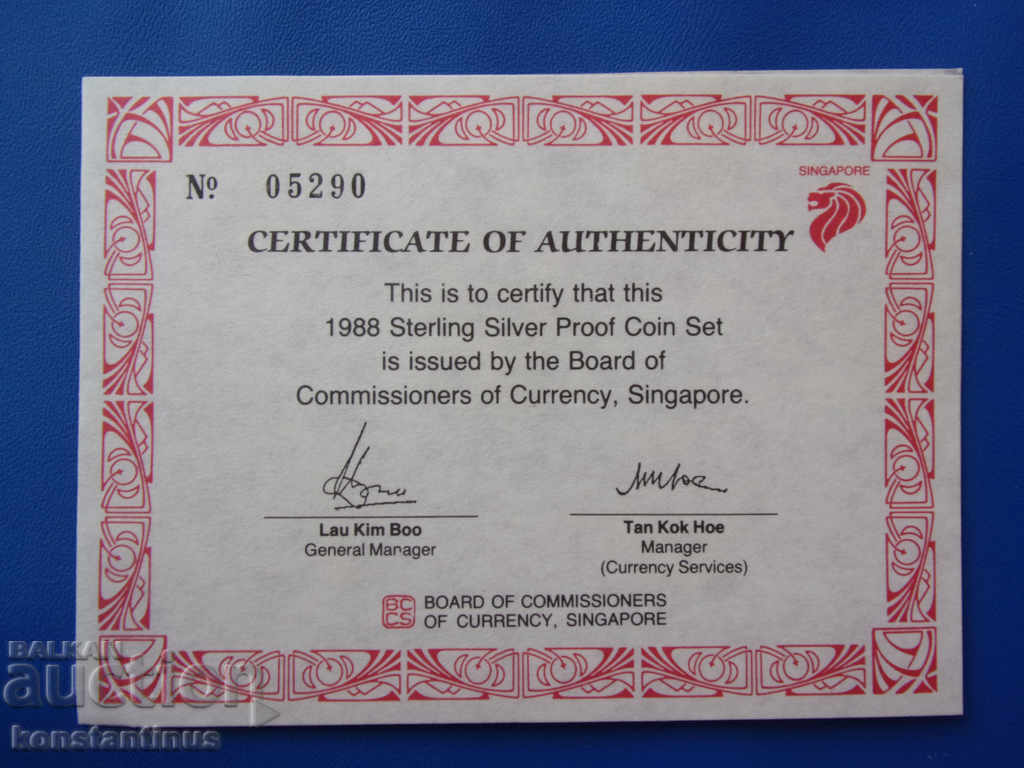 Nº 05290
SINGAPORE
CERTIFICATE OF AUTHENTICITY
This is to certify that this
1988 Sterling Silver Proof Coin Set
is issued by the Board of
Commissioners of Currency, Singapore.
Lau Kim Boo
General Manager
Tan Kok Hoe
Manager
(Currency Services)
BC
CS
BOARD OF COMMISSIONERS
OF CURRENCY, SINGAPORE
BALKAN
auction
konstantinus